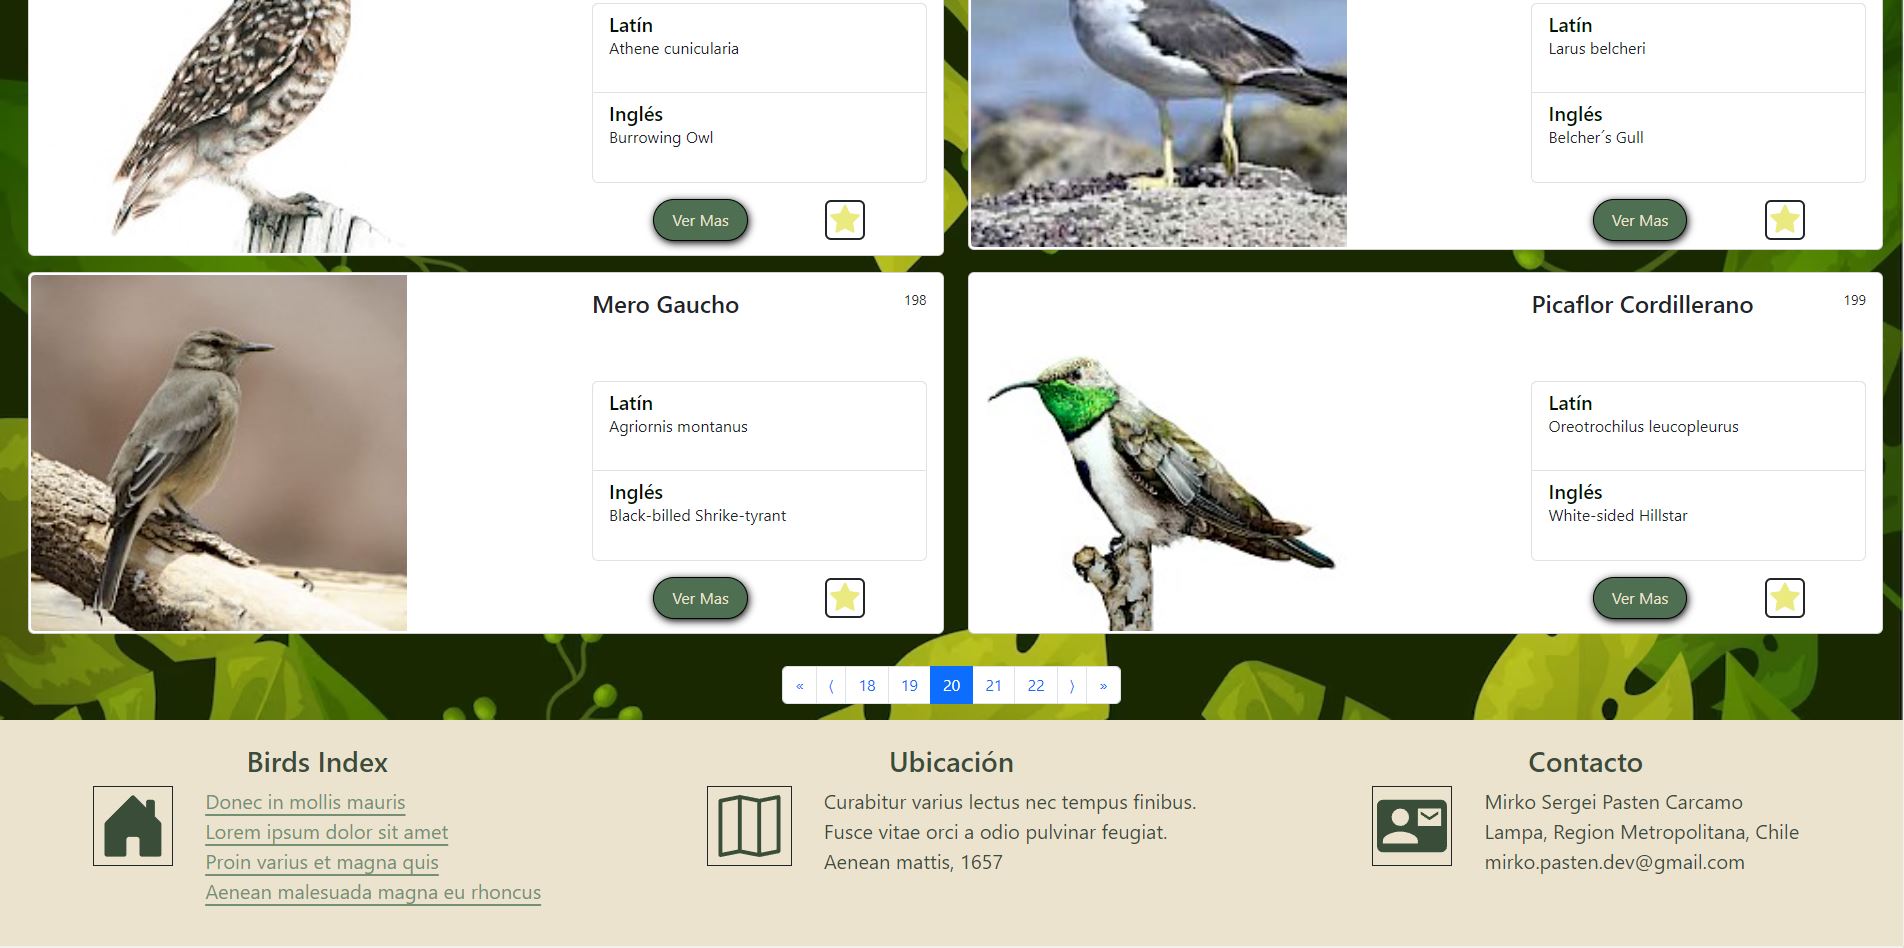 Latín
Athene cunicularia
Inglés
Burrowing Owl
Ver Mas
Latín
Larus belcheri
Inglés
Belcher´s Gull
Ver Mas
Mero Gaucho
198
Latín
Agriornis montanus
Inglés
Black-billed Shrike-tyrant
Ver Mas
Picaflor Cordillerano
199
Latín
Oreotrochilus leucopleurus
Inglés
White-sided Hillstar
Ver Mas
« ⟨ 18 19 20 21 22 ⟩ »
Birds Index
Donec in mollis mauris
Lorem ipsum dolor sit amet
Proin varius et magna quis
Aenean malesuada magna eu rhoncus
Ubicación
Curabitur varius lectus nec tempus finibus.
Fusce vitae orci a odio pulvinar feugiat.
Aenean mattis, 1657
Contacto
Mirko Sergei Pasten Carcamo
Lampa, Region Metropolitana, Chile
mirko.pasten.dev@gmail.com